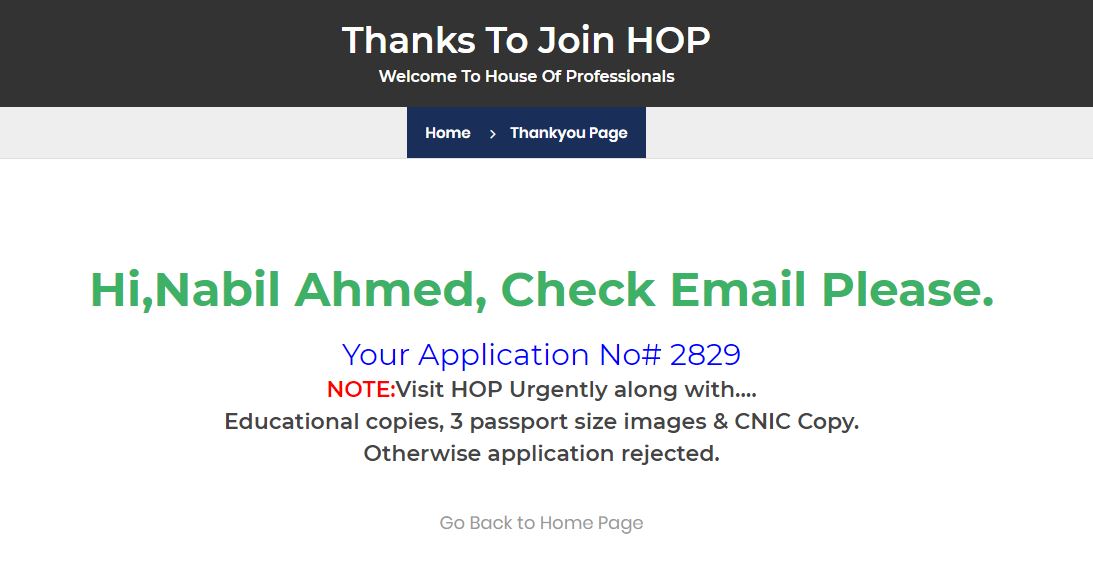 Thanks To Join HOP
Welcome To House Of Professionals
Home > Thankyou Page
Hi,Nabil Ahmed, Check Email Please.
Your Application No# 2829
NOTE:Visit HOP Urgently along with....
Educational copies, 3 passport size images & CNIC Copy.
Otherwise application rejected.
Go Back to Home Page